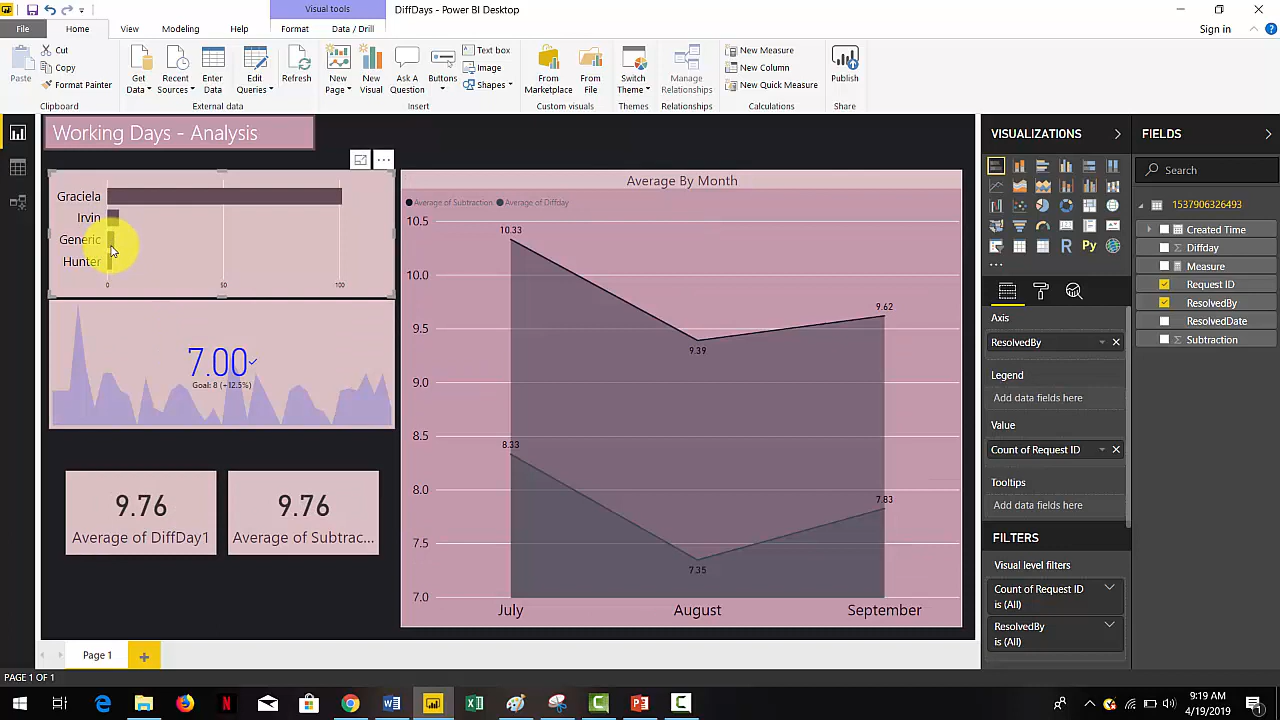 DiffDays - Power BI Desktop
Visual tools
File
Home
View
Modeling
Help
Format
Data / Drill
Sign in
Paste
Cut
Copy
Format Painter
Clipboard
Get Data
Recent Sources
Enter Data
Edit Queries
Refresh
External data
New Page
New Visual
Ask A Question
Buttons
Text box
Image
Shapes
Insert
From Marketplace
From File
Custom visuals
Switch Theme
Themes
Manage Relationships
Relationships
New Measure
New Column
New Quick Measure
Calculations
Publish
Share
Working Days - Analysis
Graciela
Irvin
Generic
Hunter
0 50 100
7.00
Goal: 8 (+12.5%)
9.76
Average of DiffDay1
9.76
Average of Subtrac...
Average By Month
Average of Subtraction Average of Diffday
10.5
10.0
9.5
9.0
8.5
8.0
7.5
7.0
10.33
9.39
9.62
8.33
7.35
7.83
July August September
VISUALIZATIONS
R Py
Axis
ResolvedBy
Legend
Add data fields here
Value
Count of Request ID
Tooltips
Add data fields here
FILTERS
Visual level filters
Count of Request ID
is (All)
ResolvedBy
is (All)
FIELDS
Search
1537906326493
Created Time
Diffday
Measure
Request ID
ResolvedBy
ResolvedDate
Subtraction
Page 1
PAGE 1 OF 1
9:19 AM
4/19/2019